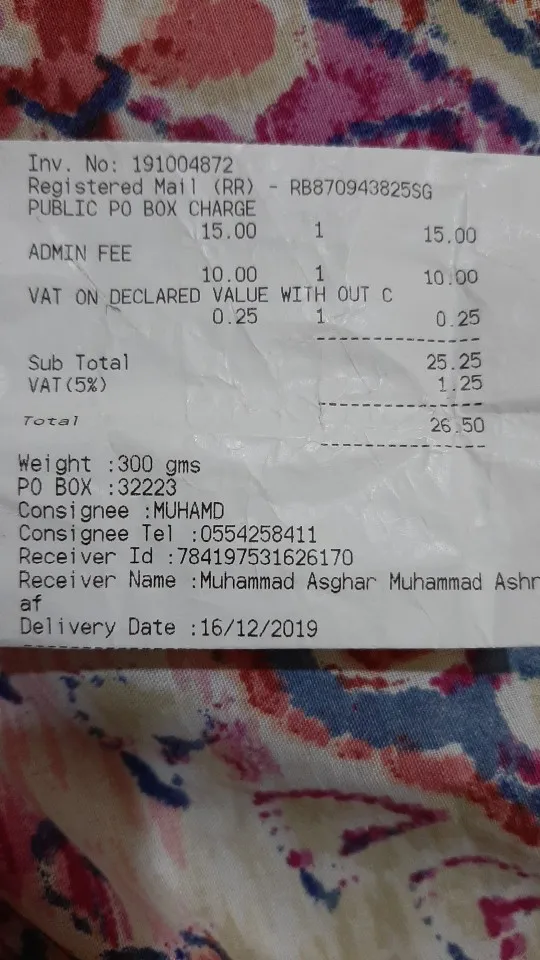 Inv. No: 191004872
Registered Mail (RR) - RB870943825SG
PUBLIC PO BOX CHARGE
15.00 1 15.00
ADMIN FEE
10.00 1 10.00
VAT ON DECLARED VALUE WITH OUT C
0.25 1 0.25
Sub Total 25.25
VAT(5%) 1.25
Total 26.50
Weight :300 gms
PO BOX :32223
Consignee :MUHAMD
Consignee Tel :0554258411
Receiver Id :784197531626170
Receiver Name :Muhammad Asghar Muhammad Ashr
af
Delivery Date :16/12/2019